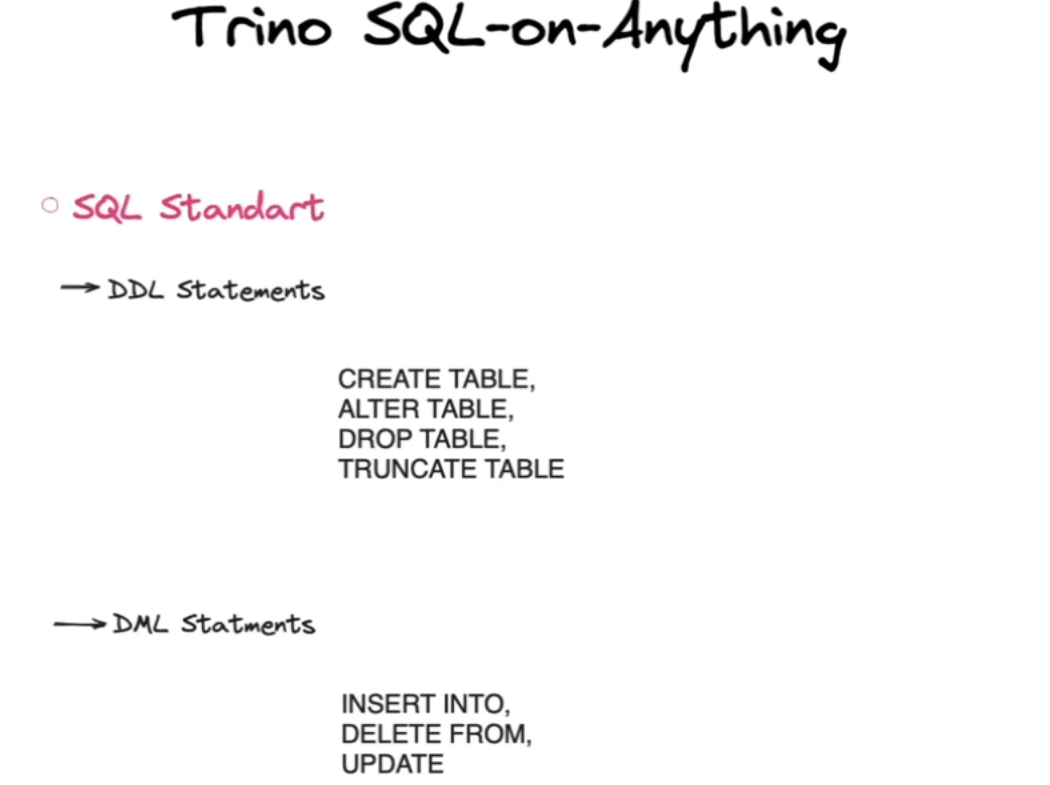 Trino SQL-on-Anything
SQL Standart
DDL Statements
CREATE TABLE,
ALTER TABLE,
DROP TABLE,
TRUNCATE TABLE
DML Statments
INSERT INTO,
DELETE FROM,
UPDATE